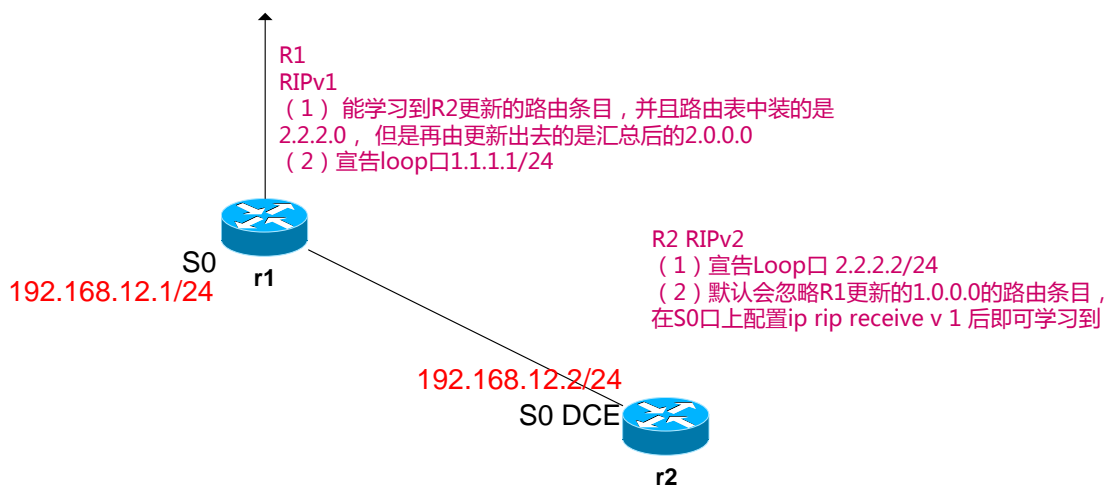 R1
RIPv1
（1） 能学习到R2更新的路由条目，并且路由表中装的是
2.2.2.0， 但是再由更新出去的是汇总后的2.0.0.0
（2）宣告loop口1.1.1.1/24
S0
r1
192.168.12.1/24
R2 RIPv2
（1）宣告Loop口 2.2.2.2/24
（2）默认会忽略R1更新的1.0.0.0的路由条目，
在S0口上配置ip rip receive v 1 后即可学习到
192.168.12.2/24
S0 DCE
r2